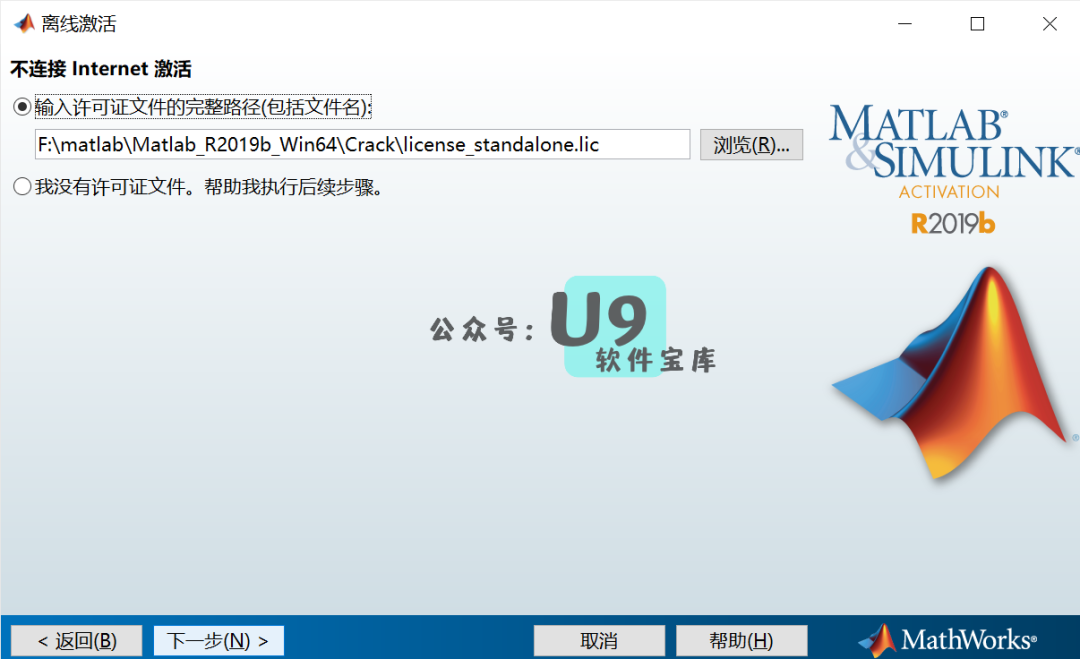 离线激活
不连接 Internet 激活
输入许可证文件的完整路径(包括文件名):
F:\matlab\Matlab_R2019b_Win64\Crack\license_standalone.lic
浏览(R)...
我没有许可证文件。帮助我执行后续步骤。
MATLAB®
&SIMULINK®
ACTIVATION
R2019b
公众号：U9
软件宝库
®
< 返回(B)
下一步(N) >
取消
帮助(H)
MathWorks®